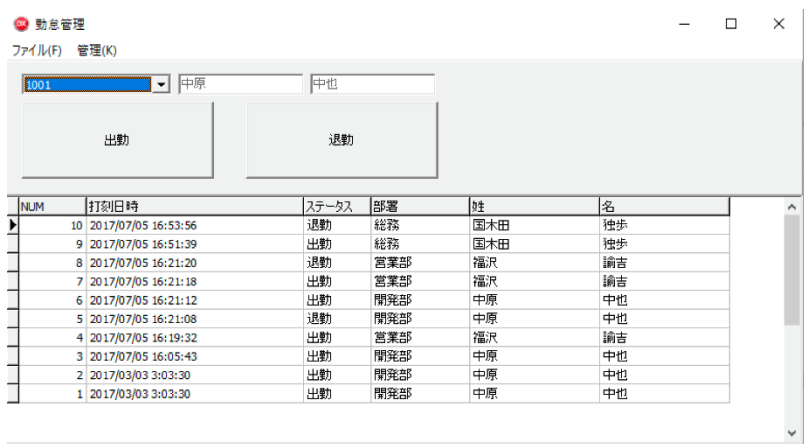 DX 勤怠管理
ファイル(F) 管理(K)
1001 中原 中也
出勤 退勤
NUM 打刻日時 ステータス 部署 姓 名
10 2017/07/05 16:53:56 退勤 総務 国木田 独歩
9 2017/07/05 16:51:39 出勤 総務 国木田 独歩
8 2017/07/05 16:21:20 退勤 営業部 福沢 諭吉
7 2017/07/05 16:21:18 出勤 営業部 福沢 諭吉
6 2017/07/05 16:21:12 出勤 開発部 中原 中也
5 2017/07/05 16:21:08 退勤 開発部 中原 中也
4 2017/07/05 16:19:32 出勤 営業部 福沢 諭吉
3 2017/07/05 16:05:43 出勤 開発部 中原 中也
2 2017/03/03 3:03:30 出勤 開発部 中原 中也
1 2017/03/03 3:03:30 出勤 開発部 中原 中也